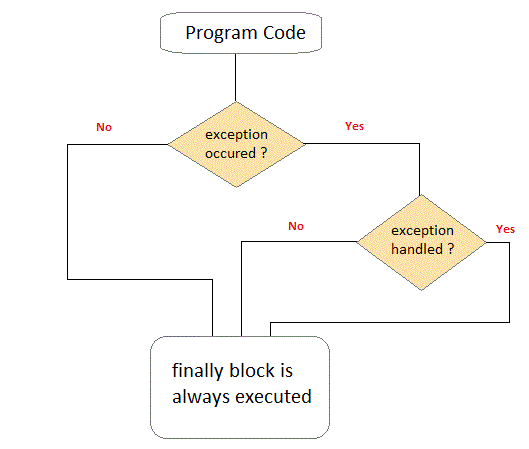 Program Code
No
Yes
exception
occured ?
No
Yes
exception
handled ?
finally block is
always executed